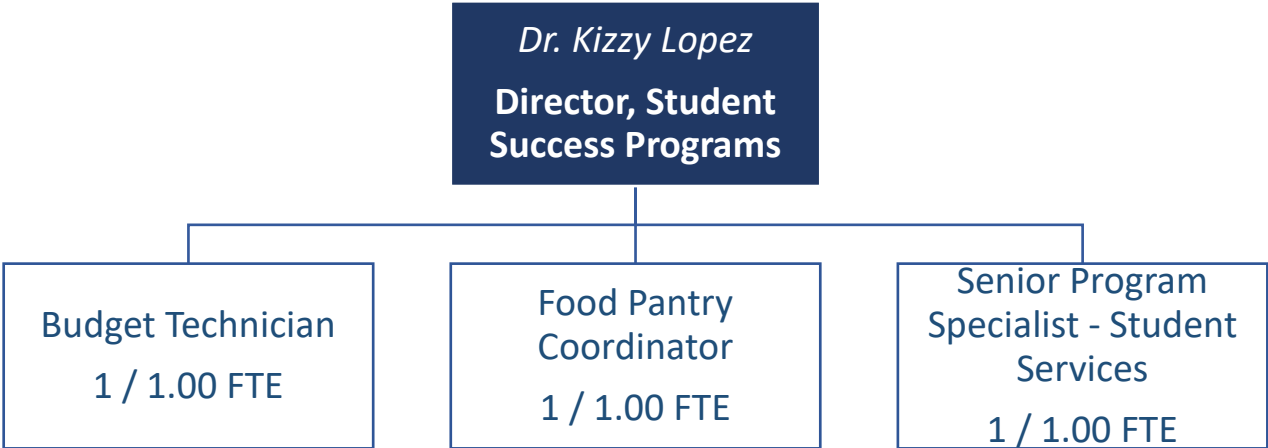 Dr. Kizzy Lopez
Director, Student
Success Programs
Budget Technician
1 / 1.00 FTE
Food Pantry
Coordinator
1 / 1.00 FTE
Senior Program
Specialist - Student
Services
1 / 1.00 FTE